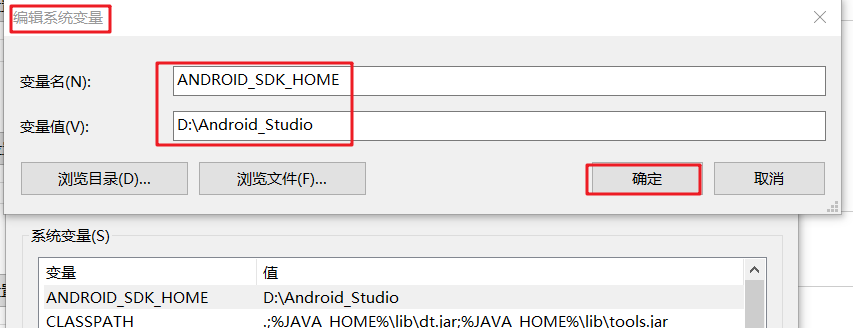 编辑系统变量
变量名(N):
ANDROID_SDK_HOME
变量值(V):
D:\Android_Studio
浏览目录(D)... 浏览文件(F)... 确定 取消
系统变量(S)
变量 值
ANDROID_SDK_HOME D:\Android_Studio
CLASSPATH .;%JAVA_HOME%\lib\dt.jar;%JAVA_HOME%\lib\tools.jar